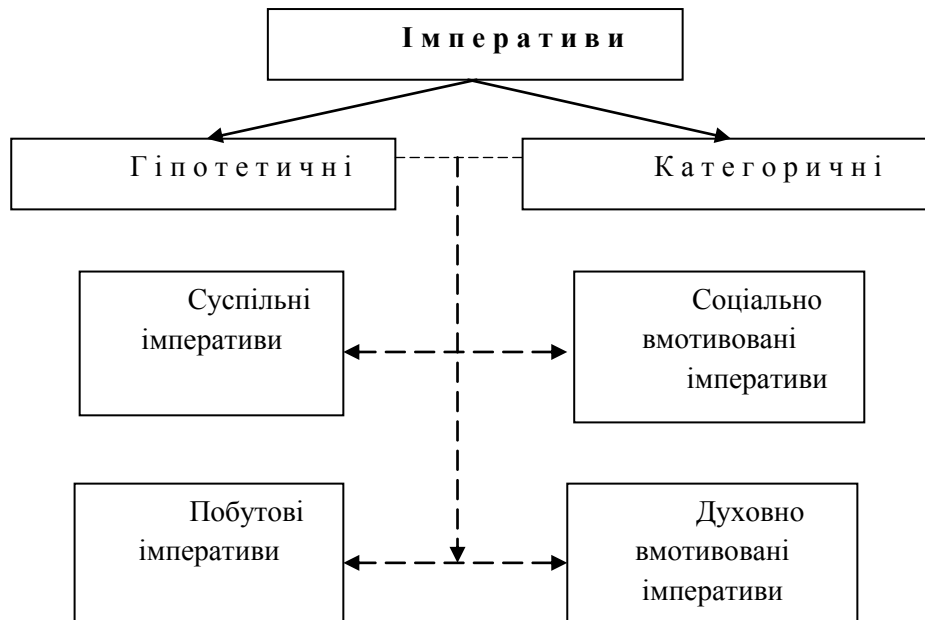 Імперативи
Гіпотетичні
Категоричні
Суспільні
імперативи
Соціально
вмотивовані
імперативи
Побутові
імперативи
Духовно
вмотивовані
імперативи